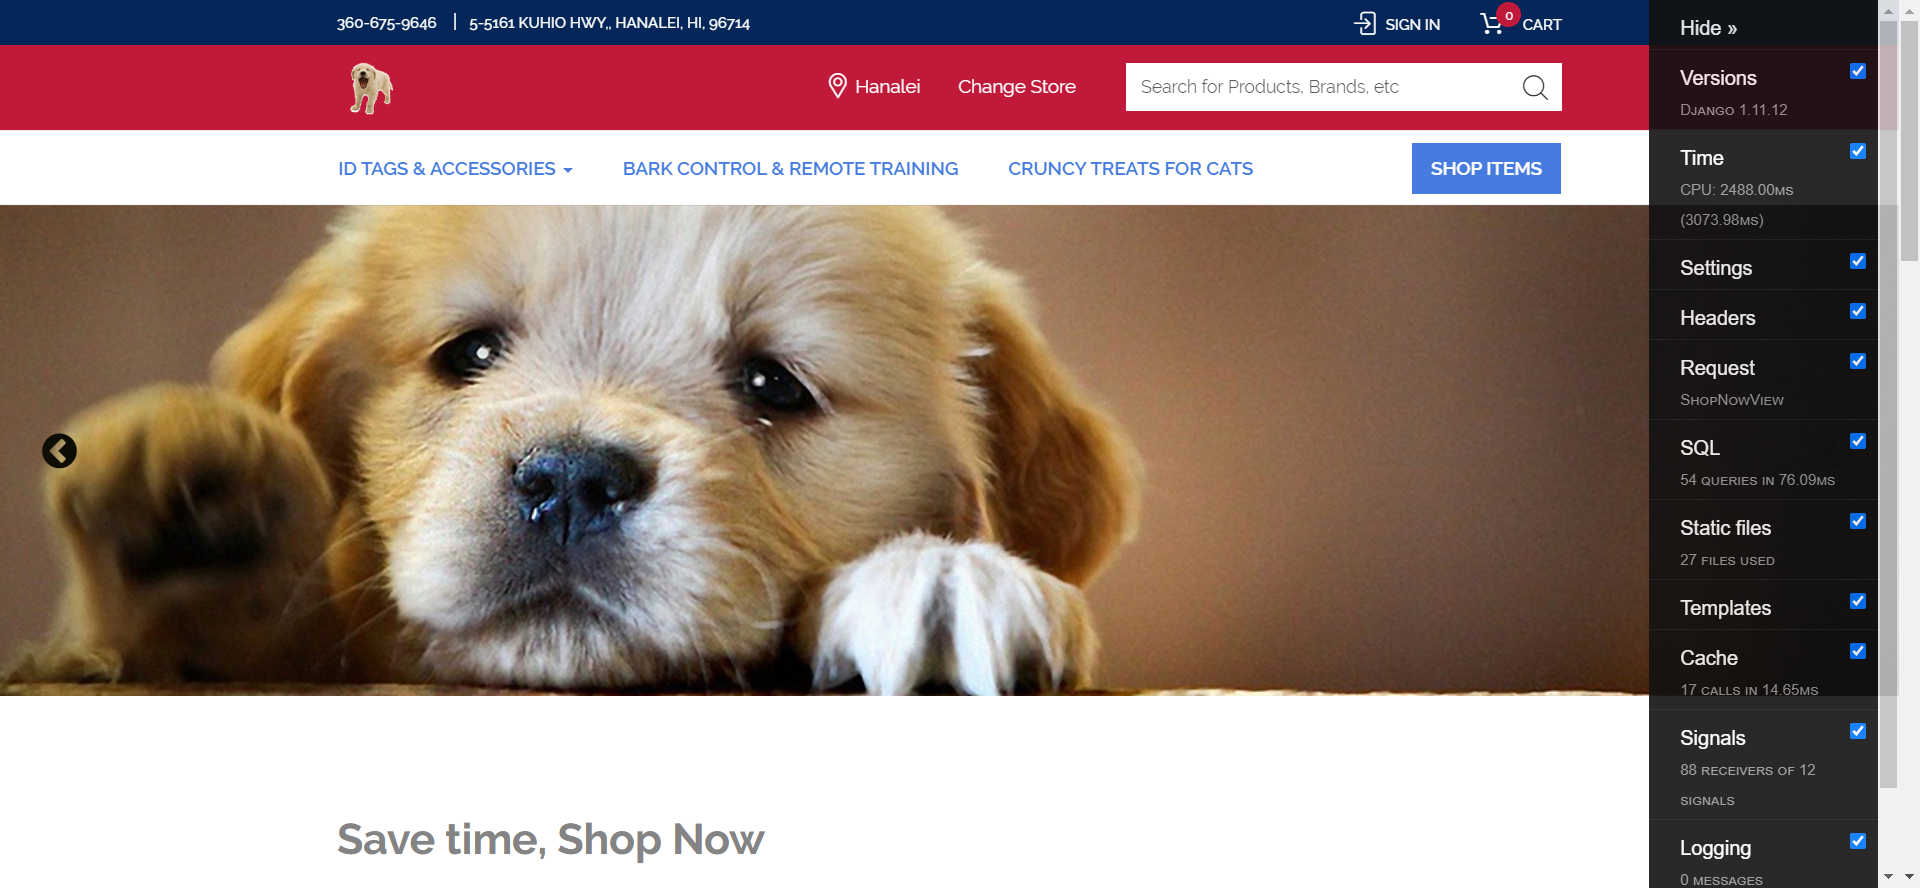 360-675-9646
5-5161 KUHIO HWY,, HANALEI, HI, 96714
SIGN IN
0
CART
Hanalei
Change Store
Search for Products, Brands, etc
ID TAGS & ACCESSORIES
BARK CONTROL & REMOTE TRAINING
CRUNCY TREATS FOR CATS
SHOP ITEMS
Save time, Shop Now
Hide »
Versions
Django 1.11.12
Time
CPU: 2488.00ms
(3073.98ms)
Settings
Headers
Request
ShopNowView
SQL
54 queries in 76.09ms
Static files
27 files used
Templates
Cache
17 calls in 14.65ms
Signals
88 receivers of 12
signals
Logging
0 messages